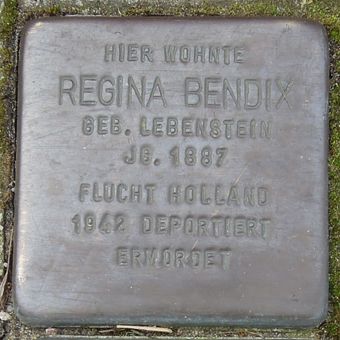 HIER WOHNTE
REGINA BENDIX
GEB. LEBENSTEIN
JG. 1887
FLUCHT HOLLAND
1942 DEPORTIERT
ERMORDET